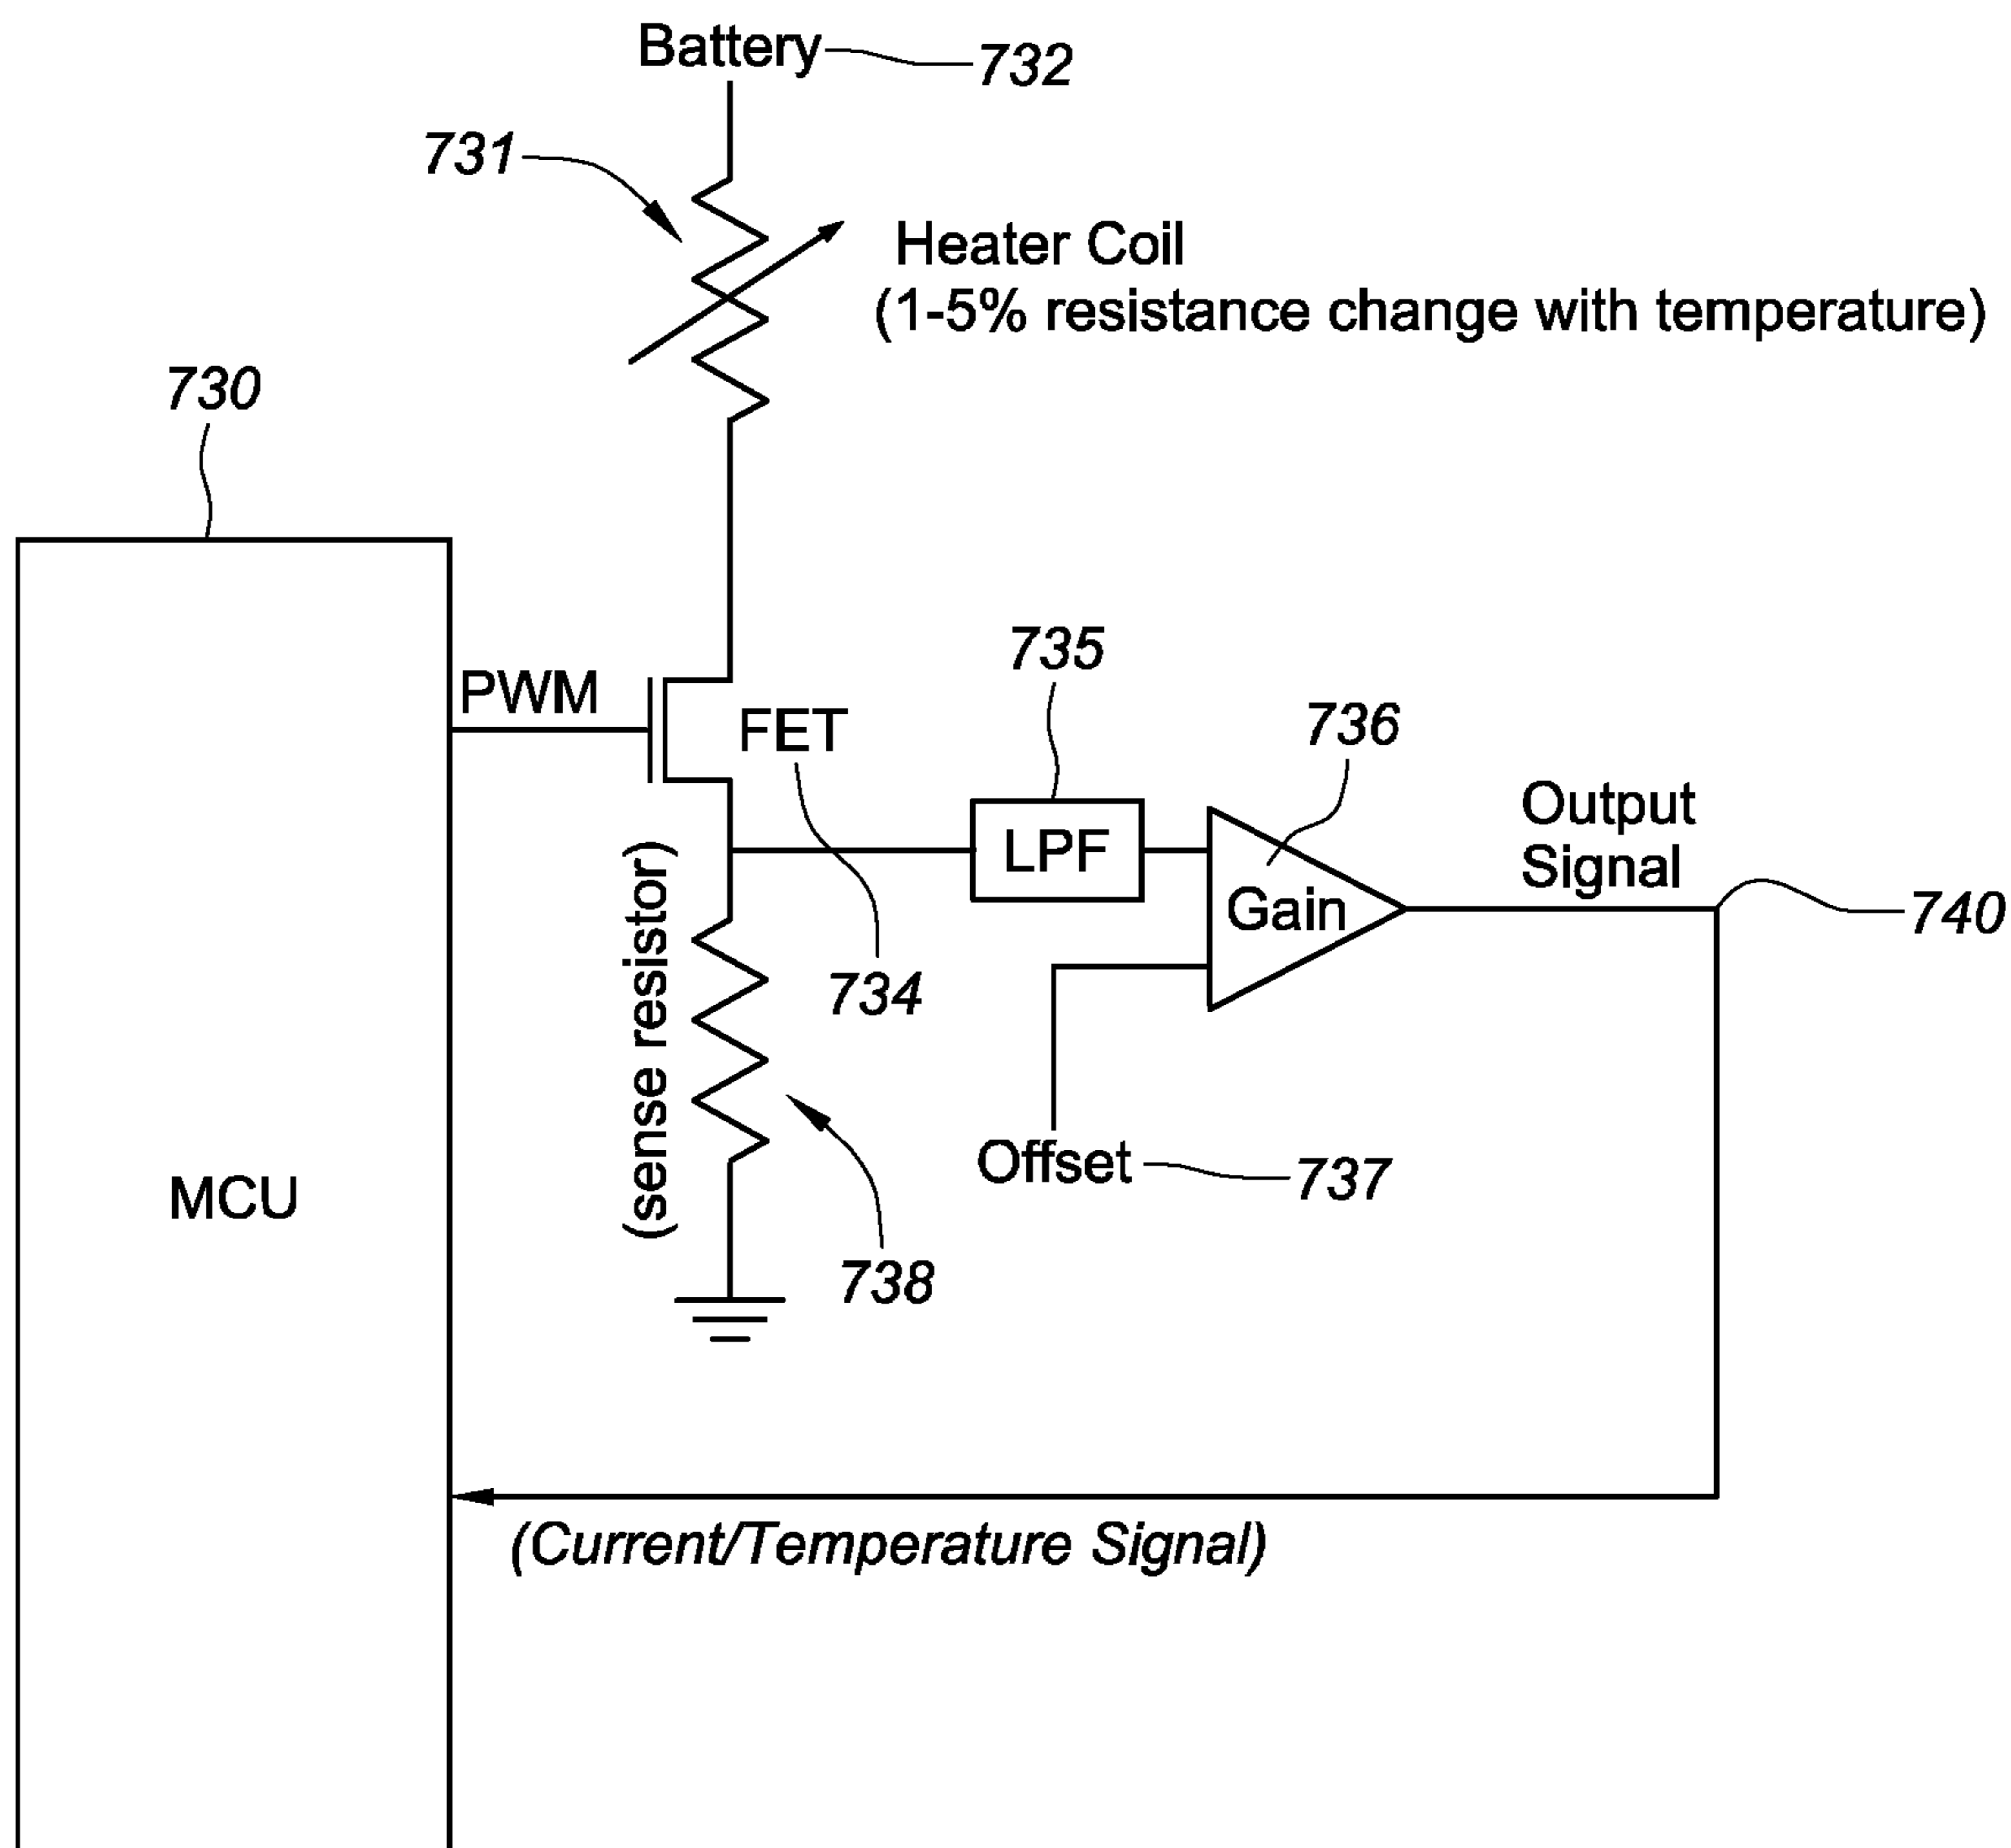 Battery 732
731
Heater Coil
(1-5% resistance change with temperature)
730
PWM
FET
735
736
LPF
Gain
Output
Signal
740
(sense resistor)
734
Offset 737
MCU
738
(Current/Temperature Signal)